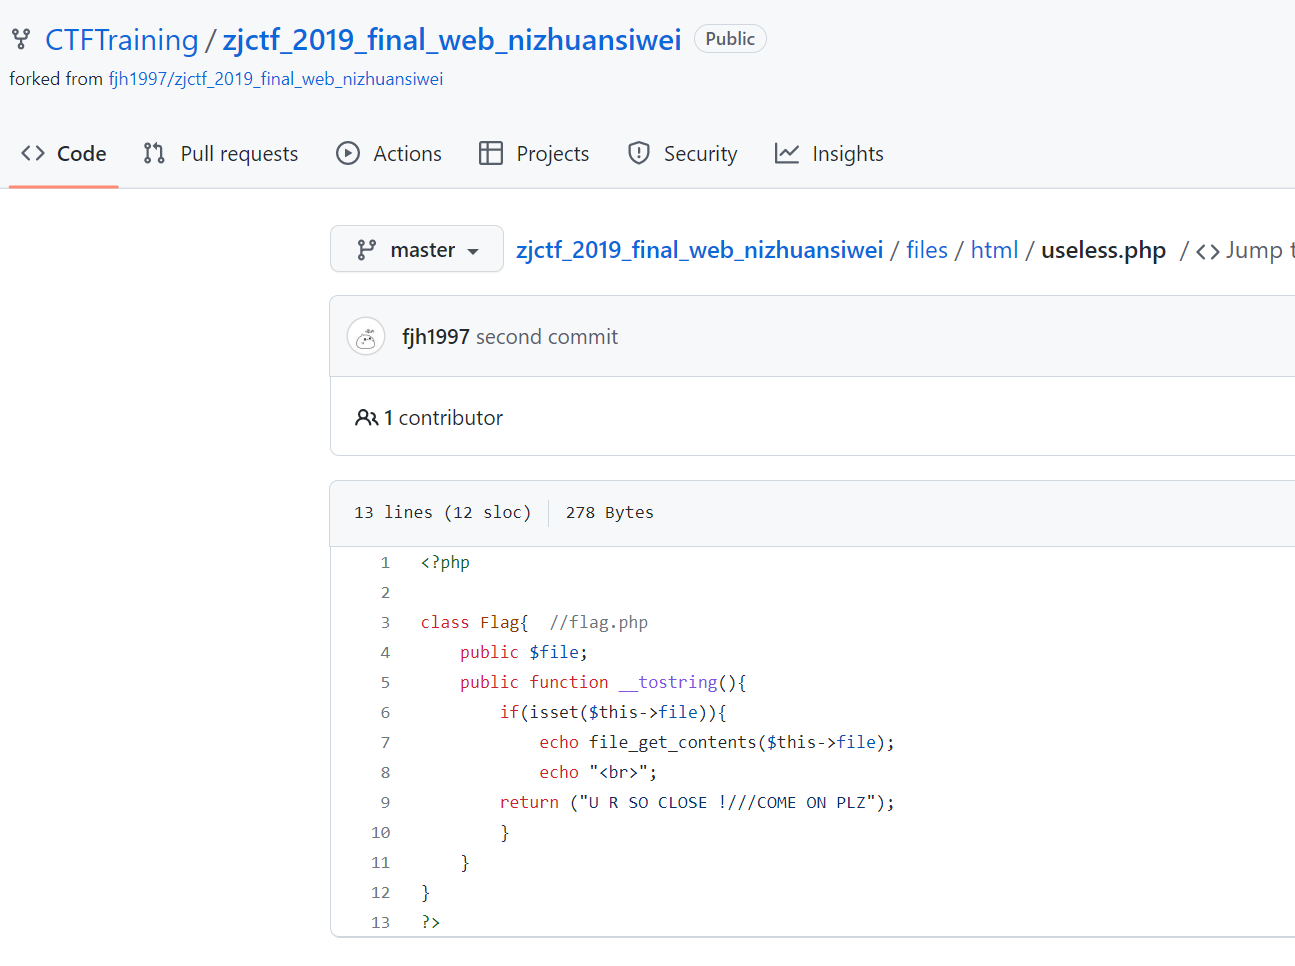 CTFTraining / zjctf_2019_final_web_nizhuansiwei Public
forked from fjh1997/zjctf_2019_final_web_nizhuansiwei
Code Pull requests Actions Projects Security Insights
master zjctf_2019_final_web_nizhuansiwei / files / html / useless.php / <> Jump t
fjh1997 second commit
1 contributor
13 lines (12 sloc) 278 Bytes
1 <?php
2
3 class Flag{  //flag.php
4     public $file;
5     public function __tostring(){
6         if(isset($this->file)){
7             echo file_get_contents($this->file);
8             echo "<br>";
9         return ("U R SO CLOSE !///COME ON PLZ");
10         }
11     }
12 }
13 ?>